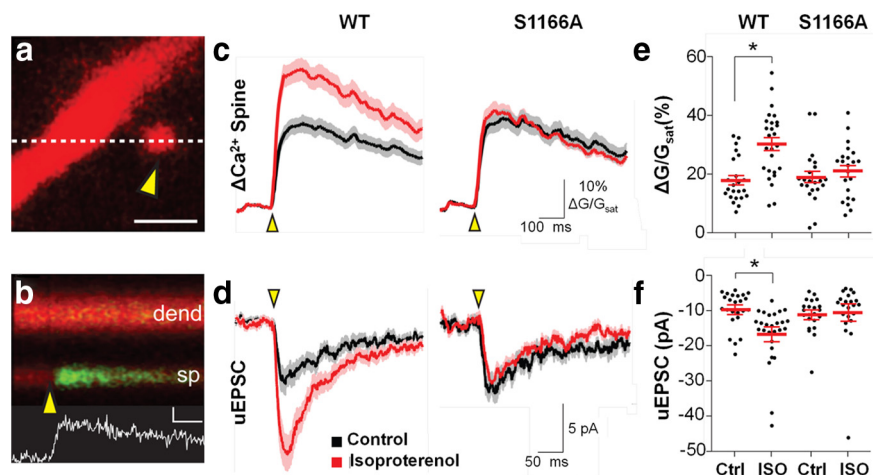 WT
S1166A
a
c
e
WT
S1166A
ΔCa2+ Spine
10%
ΔG/Gsat
100 ms
*
ΔG/Gsat(%)
60
40
20
0
b
dend
sp
d
uEPSC
Control
Isoproterenol
5 pA
50 ms
f
*
uEPSC (pA)
0
-10
-20
-30
-40
-50
Ctrl ISO Ctrl ISO